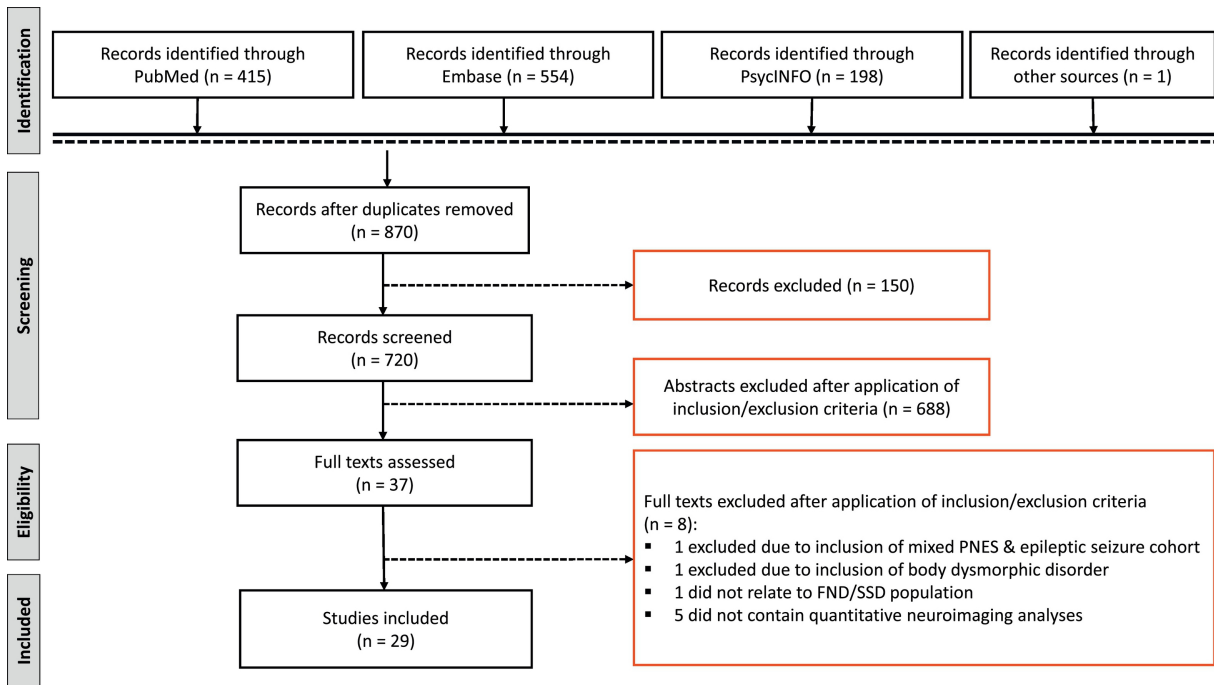 Identification
Records identified through
PubMed (n = 415)
Records identified through
Embase (n = 554)
Records identified through
PsycINFO (n = 198)
Records identified through
other sources (n = 1)
Screening
Records after duplicates removed
(n = 870)
Records excluded (n = 150)
Records screened
(n = 720)
Abstracts excluded after application of
inclusion/exclusion criteria (n = 688)
Eligibility
Full texts assessed
(n = 37)
Full texts excluded after application of inclusion/exclusion criteria
(n = 8):
▪ 1 excluded due to inclusion of mixed PNES & epileptic seizure cohort
▪ 1 excluded due to inclusion of body dysmorphic disorder
▪ 1 did not relate to FND/SSD population
▪ 5 did not contain quantitative neuroimaging analyses
Included
Studies included
(n = 29)